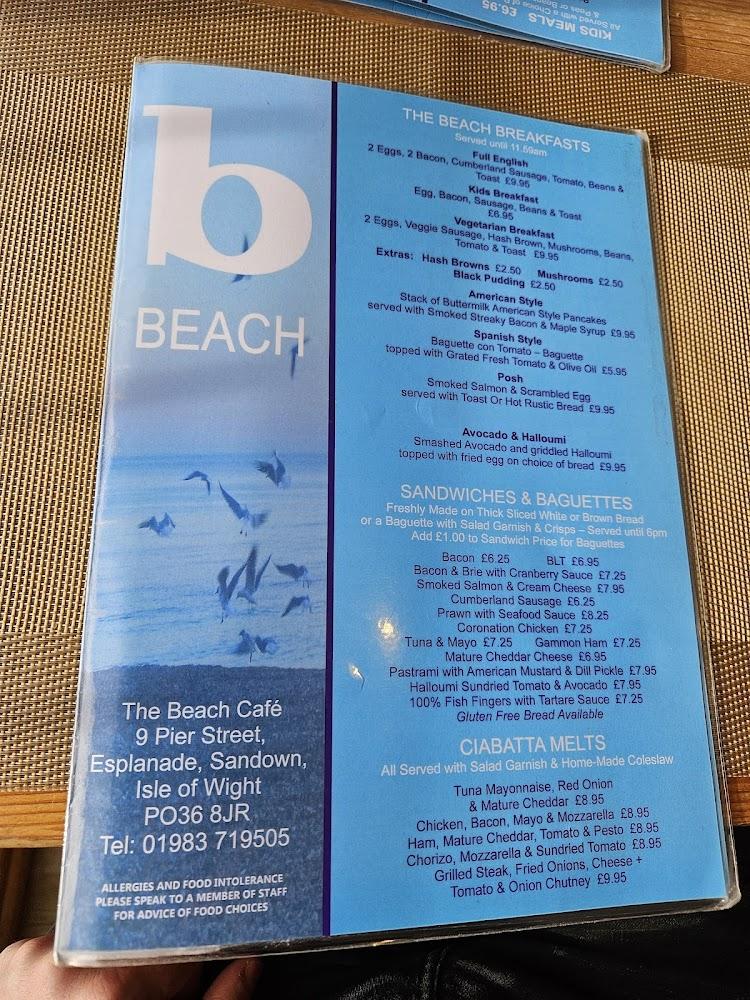 KIDS MEALS £6.95
All Served with a Choice of
b
BEACH
The Beach Café
9 Pier Street,
Esplanade, Sandown,
Isle of Wight
PO36 8JR
Tel: 01983 719505
ALLERGIES AND FOOD INTOLERANCE
PLEASE SPEAK TO A MEMBER OF STAFF
FOR ADVICE OF FOOD CHOICES
THE BEACH BREAKFASTS
Served until 11.59am
Full English
2 Eggs, 2 Bacon, Cumberland Sausage, Tomato, Beans &
Toast £9.95
Kids Breakfast
Egg, Bacon, Sausage, Beans & Toast
£6.95
Vegetarian Breakfast
2 Eggs, Veggie Sausage, Hash Brown, Mushrooms, Beans,
Tomato & Toast £9.95
Extras: Hash Browns £2.50 Mushrooms £2.50
Black Pudding £2.50
American Style
Stack of Buttermilk American Style Pancakes
served with Smoked Streaky Bacon & Maple Syrup £9.95
Spanish Style
Baguette con Tomato – Baguette
topped with Grated Fresh Tomato & Olive Oil £5.95
Posh
Smoked Salmon & Scrambled Egg
served with Toast Or Hot Rustic Bread £9.95
Avocado & Halloumi
Smashed Avocado and griddled Halloumi
topped with fried egg on choice of bread £9.95
SANDWICHES & BAGUETTES
Freshly Made on Thick Sliced White or Brown Bread
or a Baguette with Salad Garnish & Crisps – Served until 6pm
Add £1.00 to Sandwich Price for Baguettes
Bacon £6.25 BLT £6.95
Bacon & Brie with Cranberry Sauce £7.25
Smoked Salmon & Cream Cheese £7.95
Cumberland Sausage £6.25
Prawn with Seafood Sauce £8.25
Coronation Chicken £7.25
Tuna & Mayo £7.25 Gammon Ham £7.25
Mature Cheddar Cheese £6.95
Pastrami with American Mustard & Dill Pickle £7.95
Halloumi Sundried Tomato & Avocado £7.95
100% Fish Fingers with Tartare Sauce £7.25
Gluten Free Bread Available
CIABATTA MELTS
All Served with Salad Garnish & Home-Made Coleslaw
Tuna Mayonnaise, Red Onion
& Mature Cheddar £8.95
Chicken, Bacon, Mayo & Mozzarella £8.95
Ham, Mature Cheddar, Tomato & Pesto £8.95
Chorizo, Mozzarella & Sundried Tomato £8.95
Grilled Steak, Fried Onions, Cheese +
Tomato & Onion Chutney £9.95